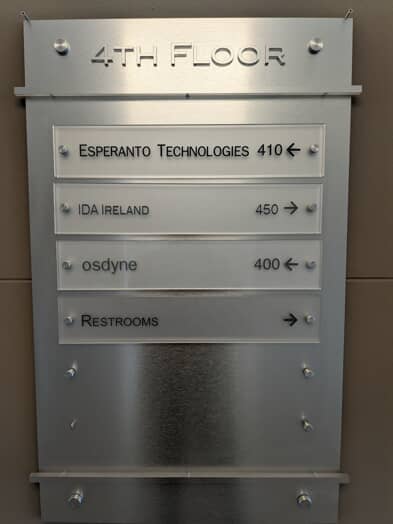 4TH FLOOR
ESPERANTO TECHNOLOGIES 410 ←
IDA IRELAND 450 →
osdyne 400 ←
RESTROOMS →